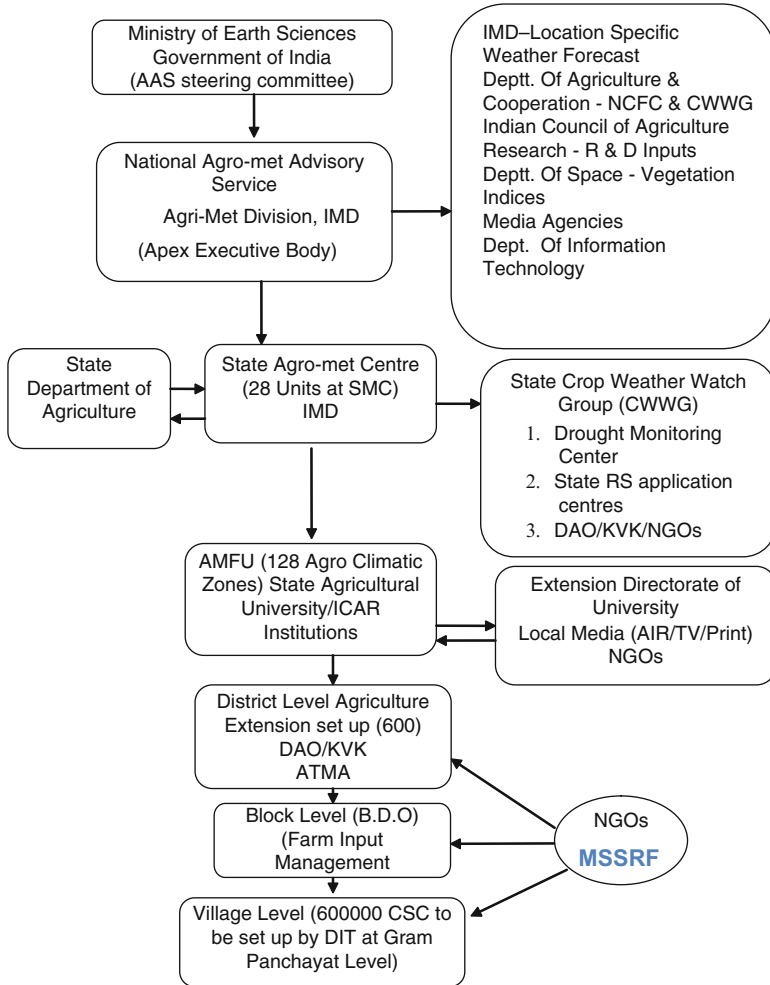 Ministry of Earth Sciences
Government of India
(AAS steering committee)
IMD–Location Specific
Weather Forecast
Deptt. Of Agriculture &
Cooperation - NCFC & CWWG
Indian Council of Agriculture
Research - R & D Inputs
Deptt. Of Space - Vegetation
Indices
Media Agencies
Dept. Of Information
Technology
National Agro-met Advisory
Service
Agri-Met Division, IMD
(Apex Executive Body)
State
Department of
Agriculture
State Agro-met Centre
(28 Units at SMC)
IMD
State Crop Weather Watch
Group (CWWG)
1. Drought Monitoring
Center
2. State RS application
centres
3. DAO/KVK/NGOs
AMFU (128 Agro Climatic
Zones) State Agricultural
University/ICAR
Institutions
Extension Directorate of
University
Local Media (AIR/TV/Print)
NGOs
District Level Agriculture
Extension set up (600)
DAO/KVK
ATMA
Block Level (B.D.O)
(Farm Input
Management
NGOs
MSSRF
Village Level (600000 CSC to
be set up by DIT at Gram
Panchayat Level)